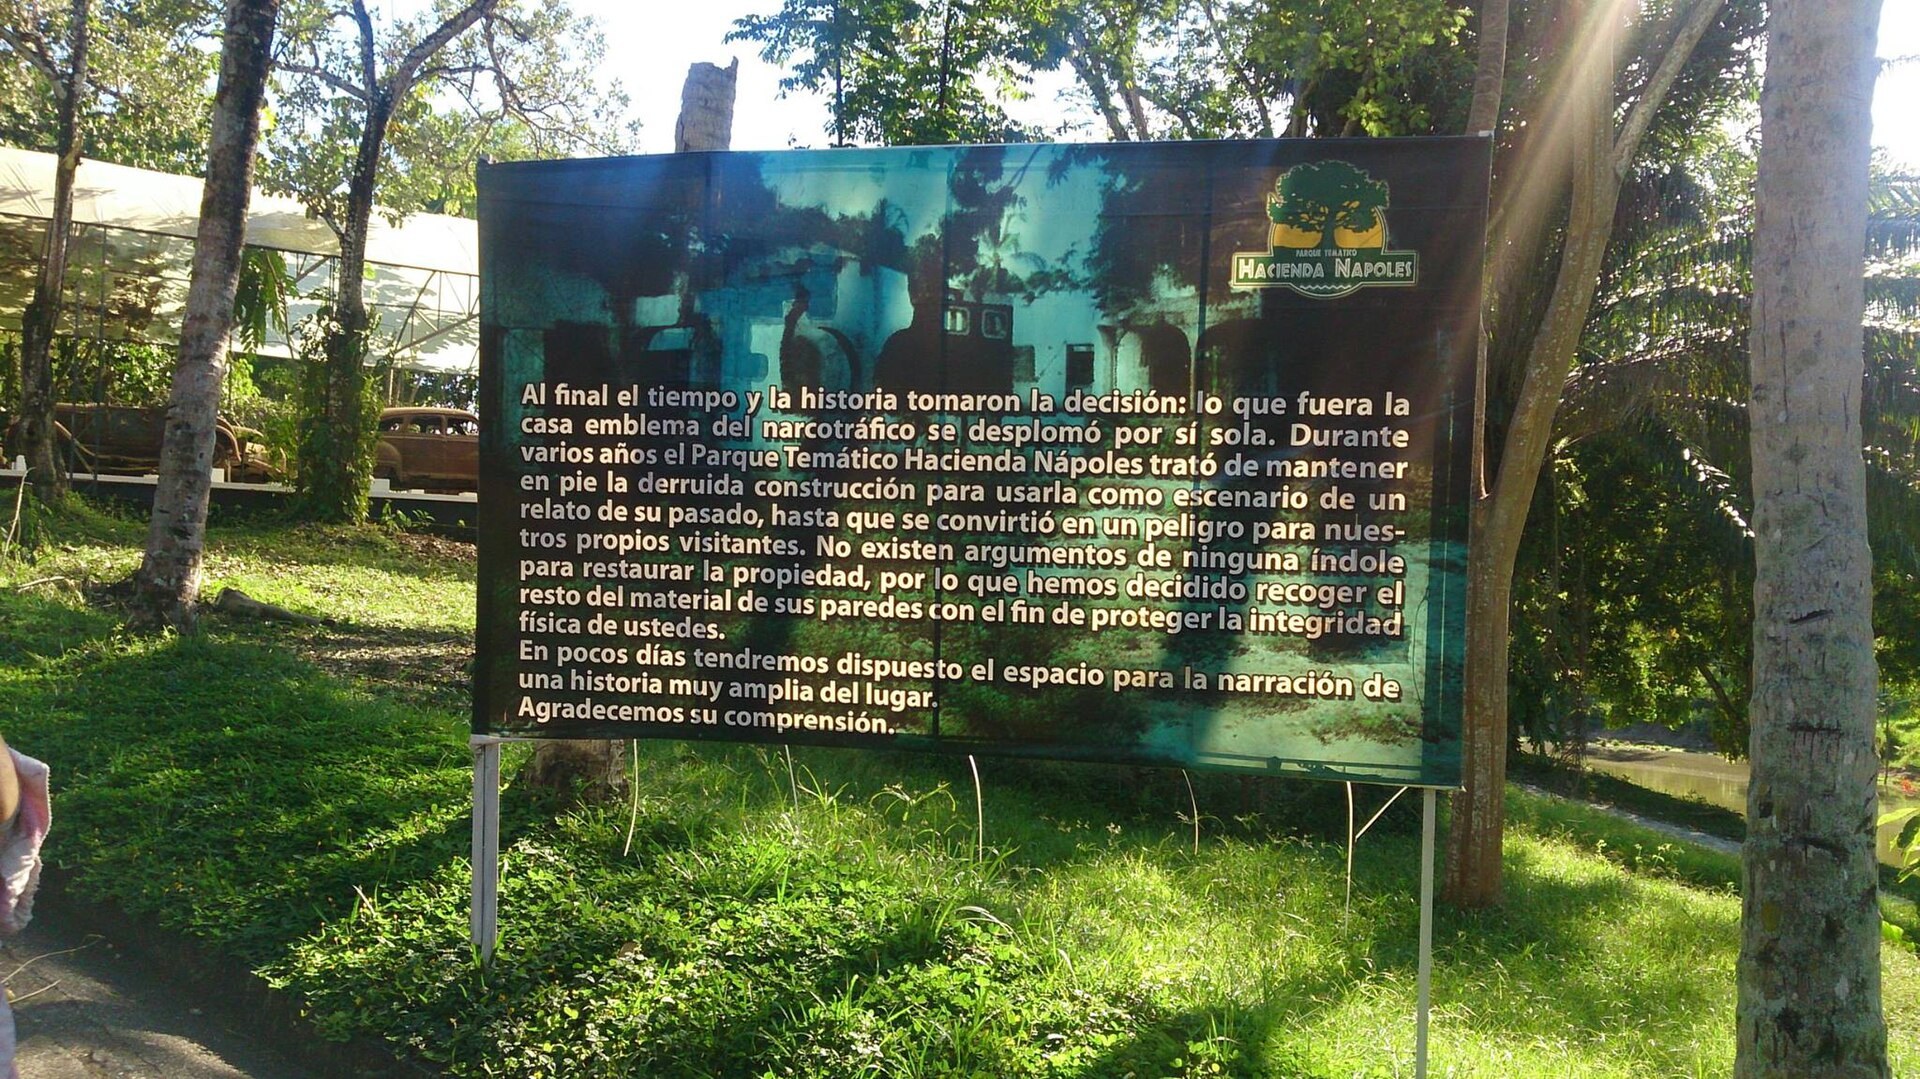 PARQUE TEMATICO
HACIENDA NAPOLES
Al final el tiempo y la historia tomaron la decisión: lo que fuera la
casa emblema del narcotráfico se desplomó por sí sola. Durante
varios años el Parque Temático Hacienda Nápoles trató de mantener
en pie la derruida construcción para usarla como escenario de un
relato de su pasado, hasta que se convirtió en un peligro para nues-
tros propios visitantes. No existen argumentos de ninguna índole
para restaurar la propiedad, por lo que hemos decidido recoger el
resto del material de sus paredes con el fin de proteger la integridad
física de ustedes.
En pocos días tendremos dispuesto el espacio para la narración de
una historia muy amplia del lugar.
Agradecemos su comprensión.